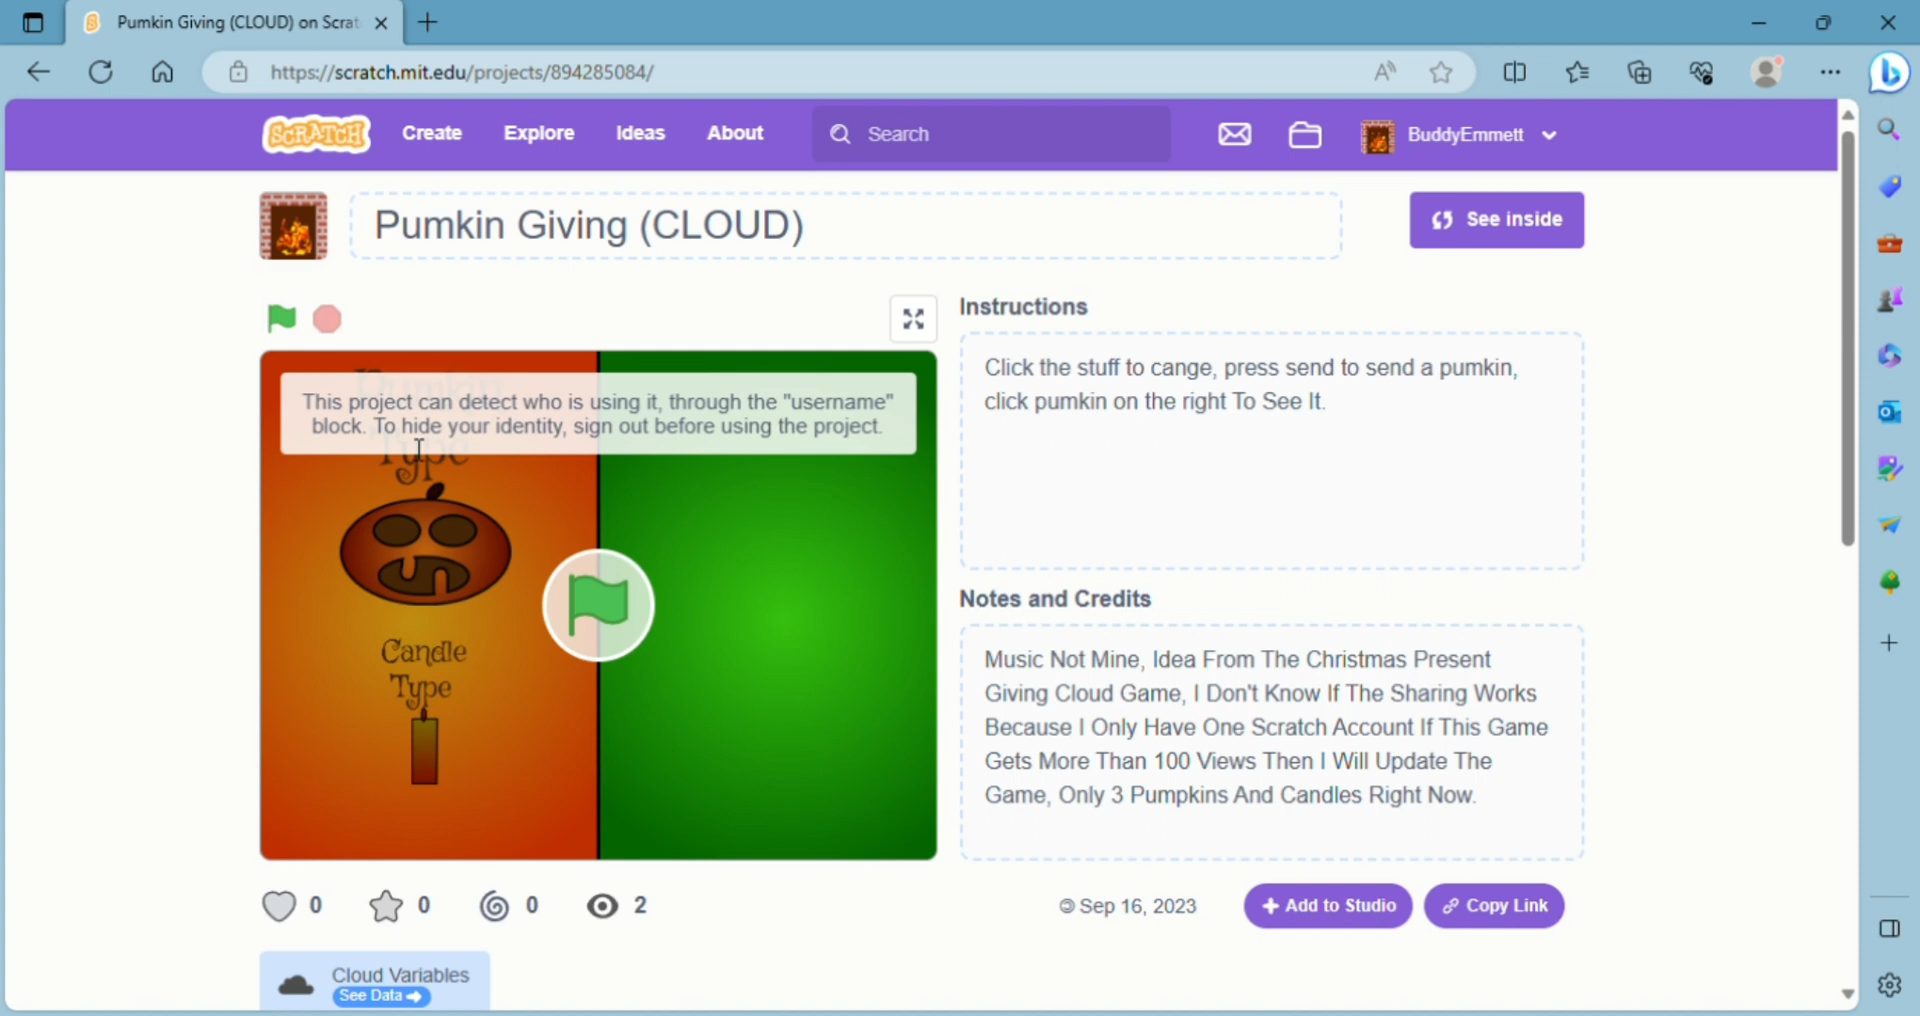 Pumkin Giving (CLOUD) on Scrat
https://scratch.mit.edu/projects/894285084/
SCRATCH
Create
Explore
Ideas
About
Search
BuddyEmmett
Pumkin Giving (CLOUD)
See inside
Instructions
Click the stuff to cange, press send to send a pumkin,
click pumkin on the right To See It.
Pumkin
This project can detect who is using it, through the "username"
block. To hide your identity, sign out before using the project.
Type
Candle
Type
Notes and Credits
Music Not Mine, Idea From The Christmas Present
Giving Cloud Game, I Don't Know If The Sharing Works
Because I Only Have One Scratch Account If This Game
Gets More Than 100 Views Then I Will Update The
Game, Only 3 Pumpkins And Candles Right Now.
0
0
0
2
© Sep 16, 2023
Add to Studio
Copy Link
Cloud Variables
See Data